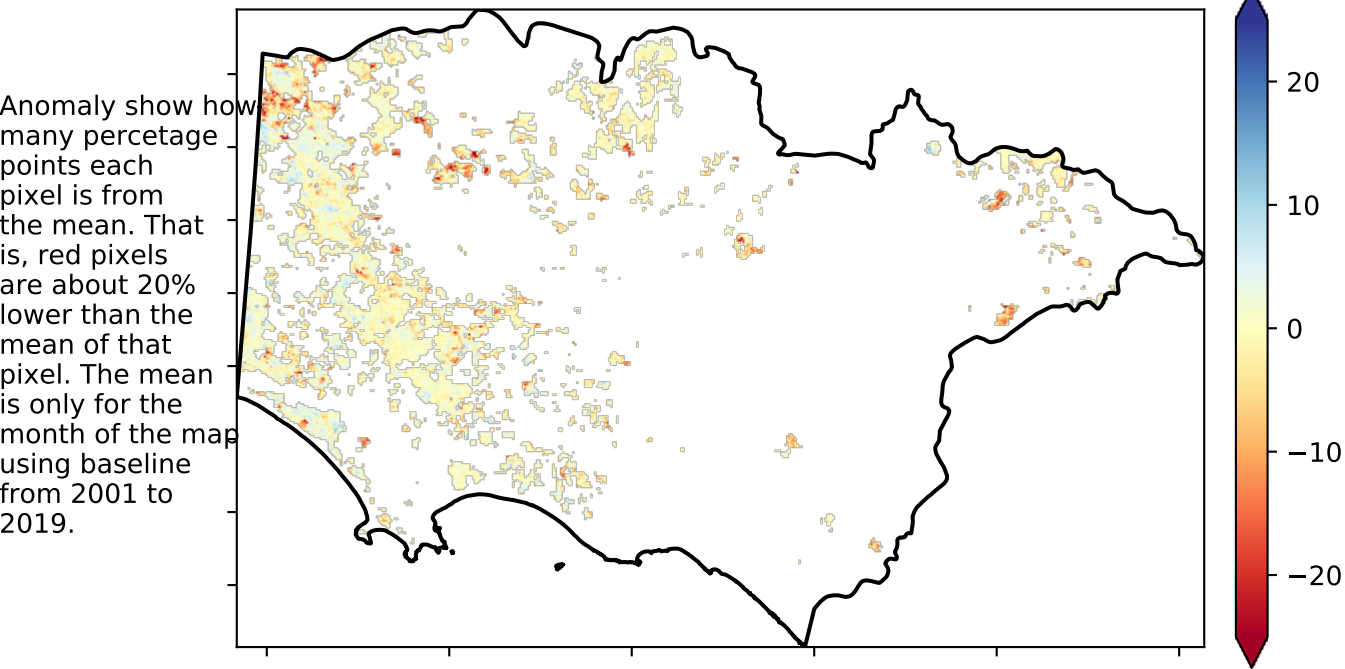 Anomaly show how
many percetage
points each
pixel is from
the mean. That
is, red pixels
are about 20%
lower than the
mean of that
pixel. The mean
is only for the
month of the map
using baseline
from 2001 to
2019.
20
10
0
−10
−20